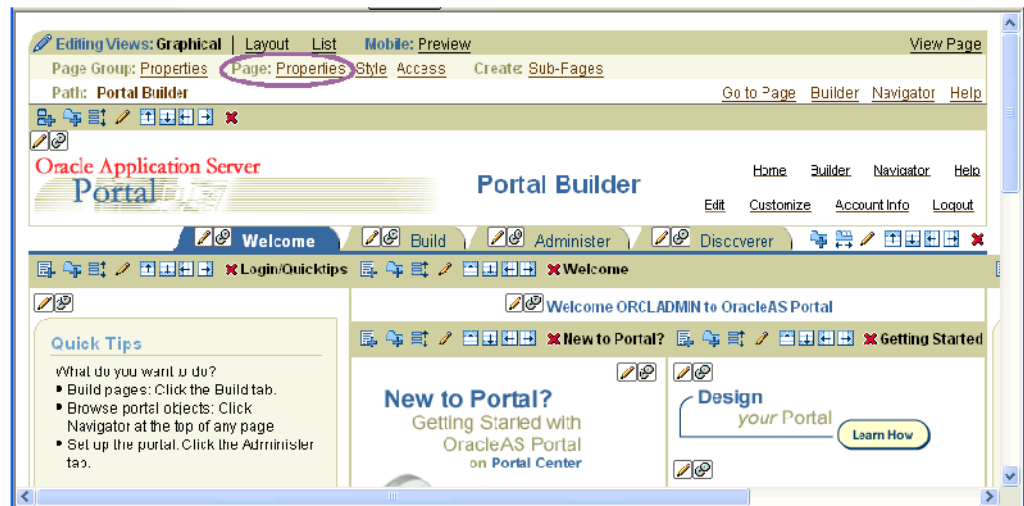 Editing Views: Graphical | Layout List Mobile: Preview View Page
Page Group: Properties Page: Properties Style Access Create: Sub-Pages
Path: Portal Builder Go to Page Builder Navigator Help
Oracle Application Server
Portal
Portal Builder
Home Builder Navigator Help
Edit Customize Account Info Logout
Welcome Build Administer Discoverer
Login/Quicktips Welcome
Welcome ORCLADMIN to OracleAS Portal
New to Portal? Getting Started
Quick Tips
What do you want to do?
Build pages: Click the Build tab.
Browse portal objects: Click
Navigator at the top of any page
Set up the portal. Click the Administer
tab.
New to Portal?
Getting Started with
OracleAS Portal
on Portal Center
Design
your Portal
Learn How